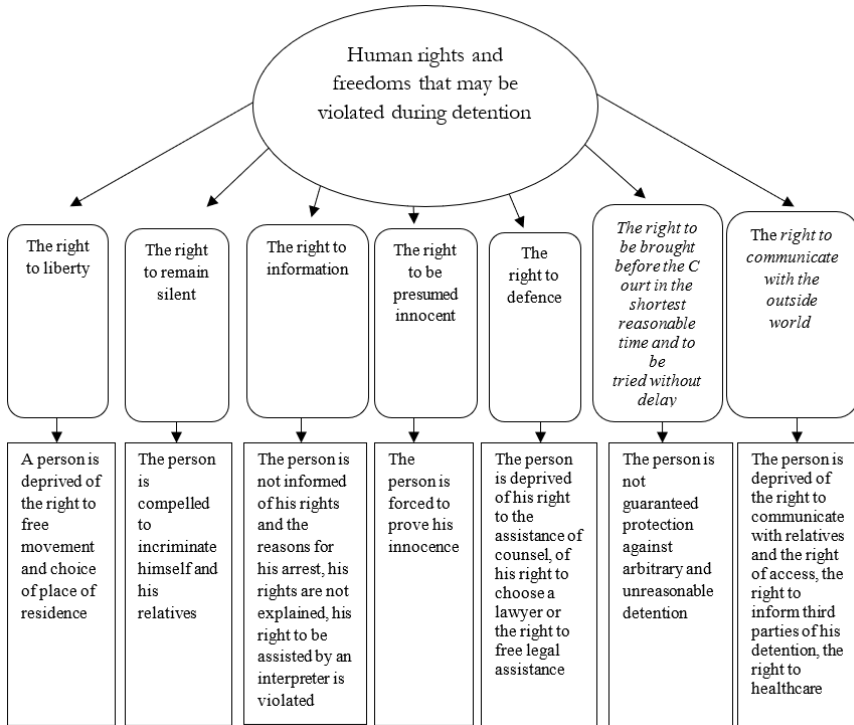 Human rights and
freedoms that may be
violated during detention
The right
to liberty
The right
to remain
silent
The right to
information
The right
to be
presumed
innocent
The
right to
defence
The right to
be brought
before the C
ourt in the
shortest
reasonable
time and to
be
tried without
delay
The right to
communicate
with the
outside
world
A person is
deprived of
the right to
free
movement
and choice
of place of
residence
The person
is
compelled
to
incriminate
himself and
his
relatives
The person is
not informed
of his rights
and the
reasons for
his arrest, his
rights are not
explained, his
right to be
assisted by an
interpreter is
violated
The
person is
forced to
prove his
innocence
The person
is deprived
of his right
to the
assistance of
counsel, of
his right to
choose a
lawyer or
the right to
free legal
assistance
The person is
not
guaranteed
protection
against
arbitrary and
unreasonable
detention
The person is
deprived of
the right to
communicate
with relatives
and the right
of access, the
right to
inform third
parties of his
detention, the
right to
healthcare